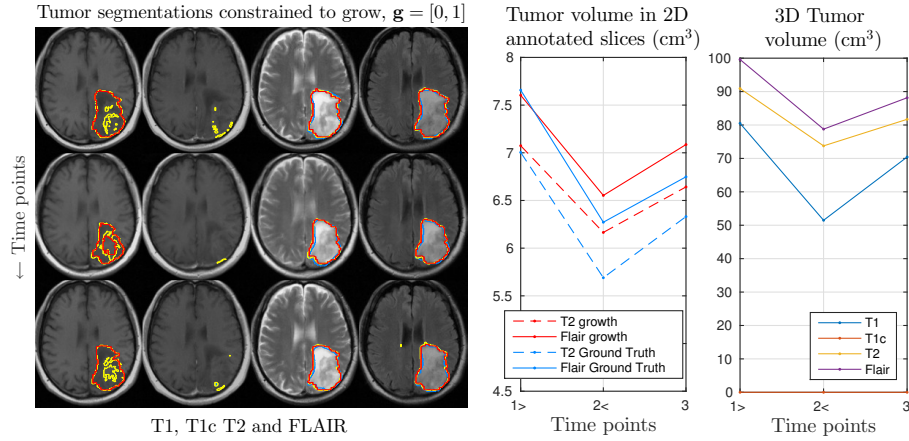 Tumor segmentations constrained to grow, g = [0, 1]
← Time points
T1, T1c T2 and FLAIR
Tumor volume in 2D
annotated slices (cm³)
8
7.5
7
6.5
6
5.5
4.5
T2 growth
Flair growth
T2 Ground Truth
Flair Ground Truth
1> 2< 3
Time points
3D Tumor
volume (cm³)
100
90
80
70
60
50
40
30
20
10
0
T1
T1c
T2
Flair
1> 2< 3
Time points